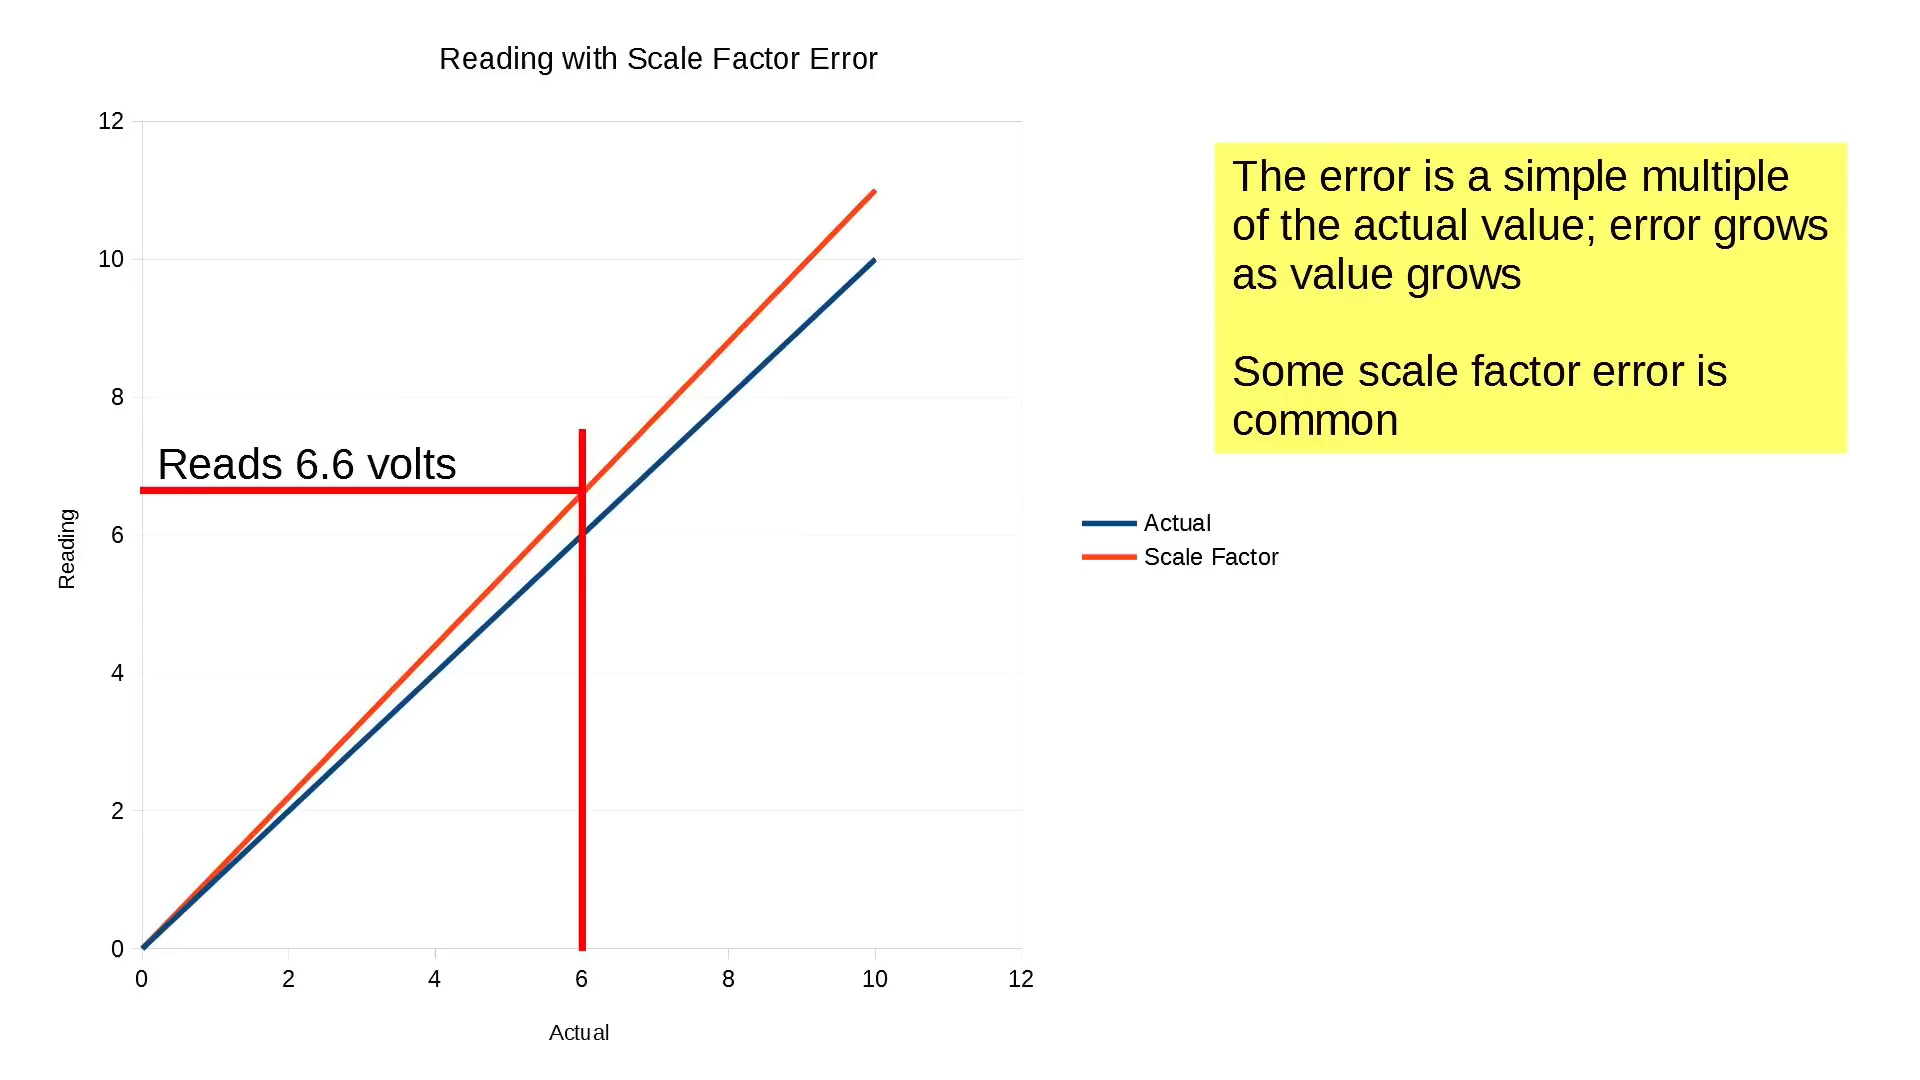 Reading with Scale Factor Error
12
10
8
6
4
2
0
Reading
Reads 6.6 volts
0 2 4 6 8 10 12
Actual
The error is a simple multiple
of the actual value; error grows
as value grows
Some scale factor error is
common
Actual
Scale Factor